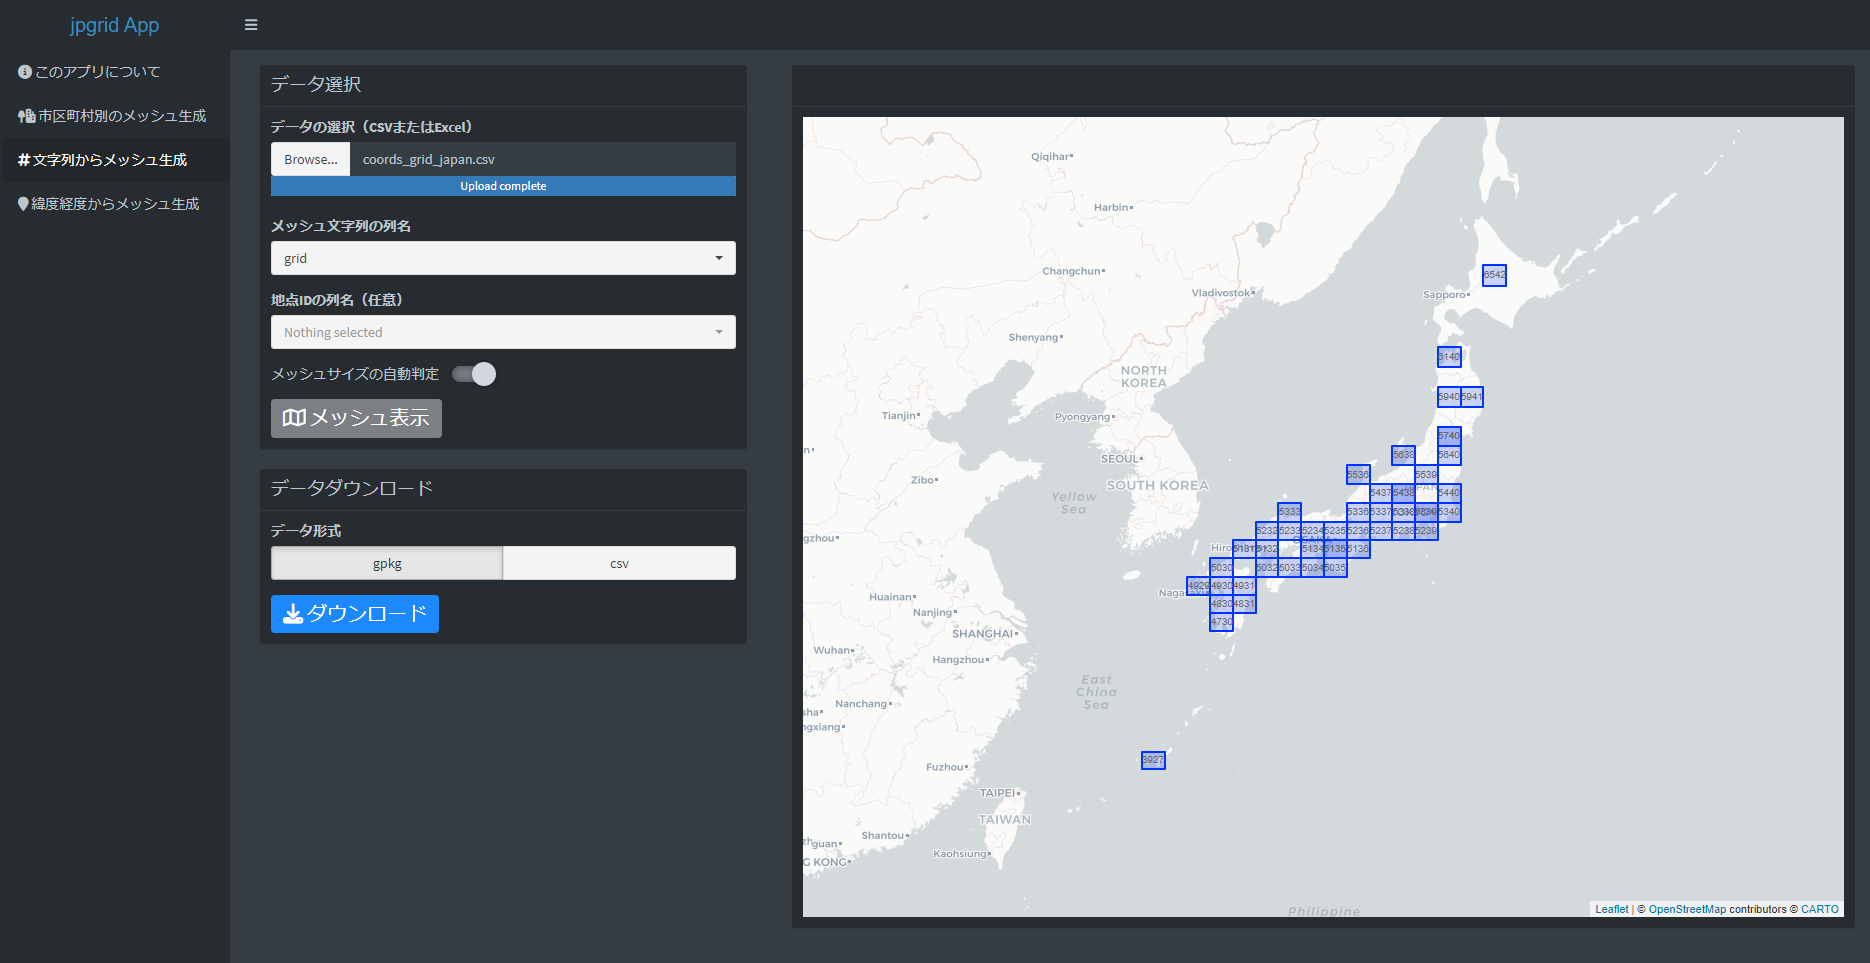 jpgrid App
このアプリについて
市区町村別のメッシュ生成
文字列からメッシュ生成
緯度経度からメッシュ生成
データ選択
データの選択（CSVまたはExcel）
Browse... coords_grid_japan.csv
Upload complete
メッシュ文字列の列名
grid
地点IDの列名（任意）
Nothing selected
メッシュサイズの自動判定
メッシュ表示
データダウンロード
データ形式
gpkg csv
ダウンロード
Qiqihar
Harbin
Changchun
Vladivostok
Sapporo
6542
Shenyang
6140
NORTH
KOREA
5940 5941
Tianjin
Pyongyang
5740
SEOUL
5638 5640
5536 5539
Zibo
SOUTH KOREA
Yellow
Sea
5437 5438 5440
5333 5336 5337 5338 5339 5340
5232 5233 5234 5235 5236 5237 5238 5239
5131 5132 5134 5135 5136
5030 5032 5033 5034 5035
4929 4930 4931
4830 4831
4730
Huainan
Nanjing
SHANGHAI
Wuhan
Hangzhou
East
China
Sea
Nanchang
3927
Fuzhou
TAIPEI
TAIWAN
Shantou
Kaohsiung
G KONG
Philippine
Leaflet | © OpenStreetMap contributors © CARTO